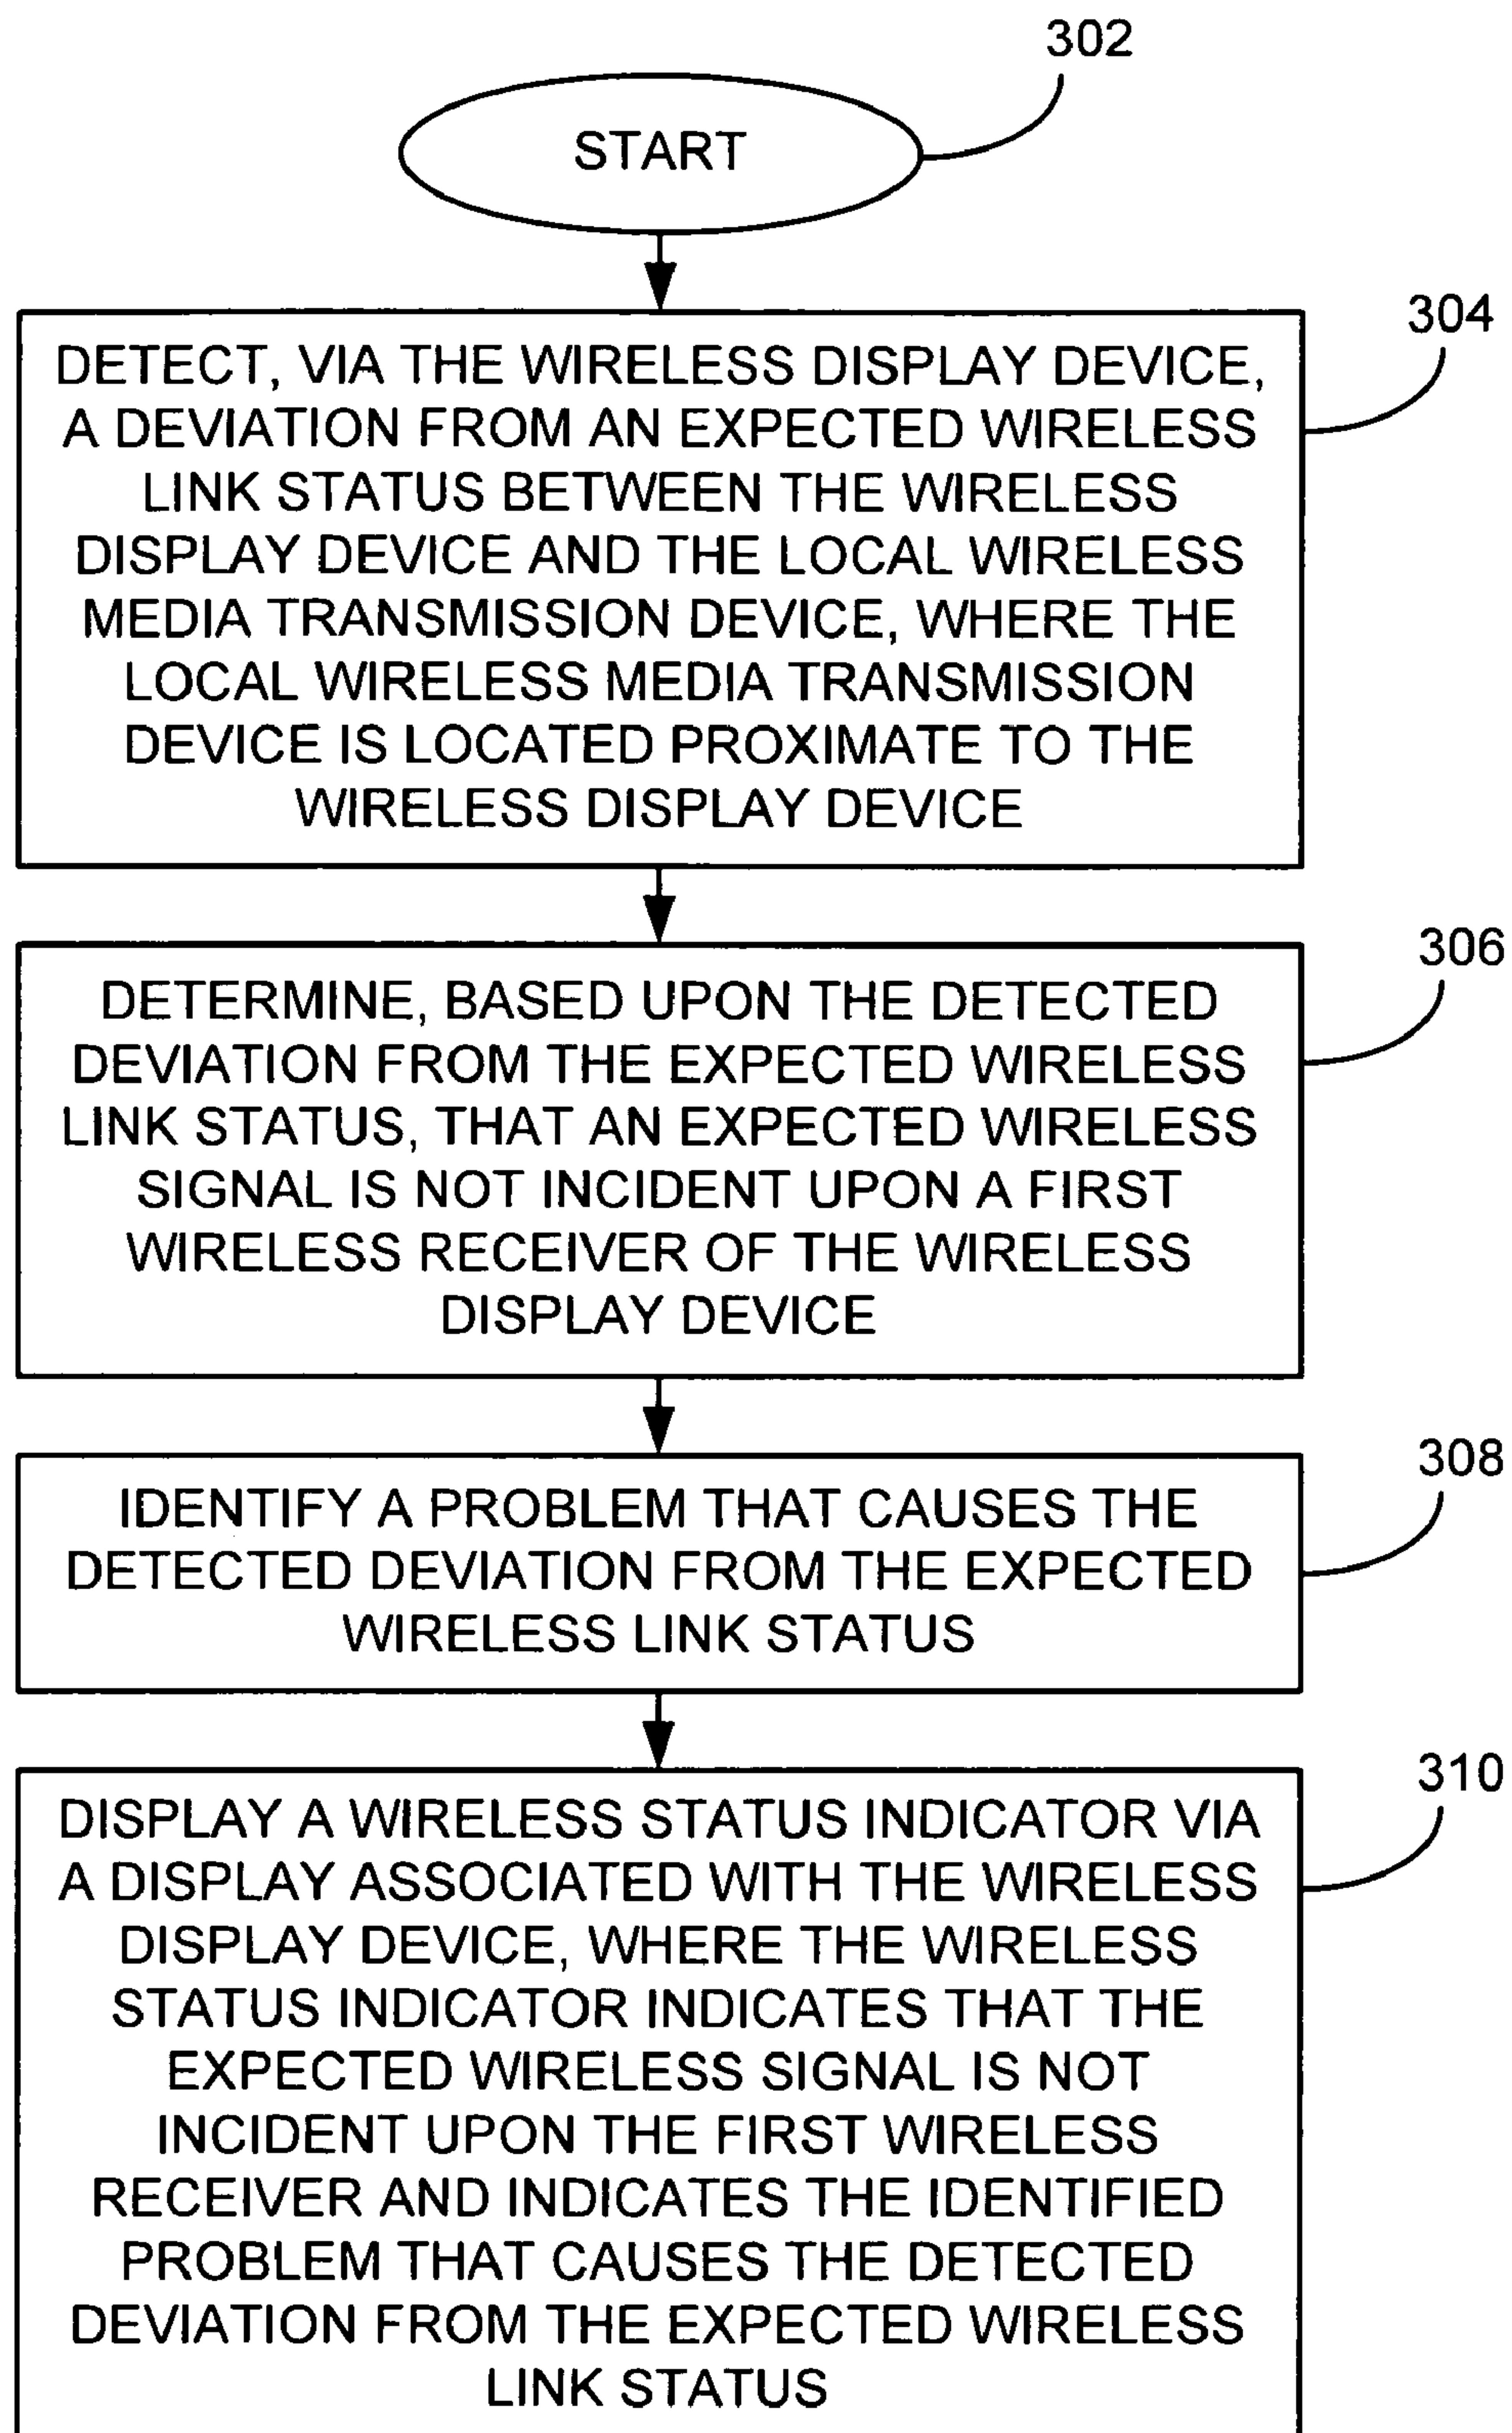 302
START
304
DETECT, VIA THE WIRELESS DISPLAY DEVICE,
A DEVIATION FROM AN EXPECTED WIRELESS
LINK STATUS BETWEEN THE WIRELESS
DISPLAY DEVICE AND THE LOCAL WIRELESS
MEDIA TRANSMISSION DEVICE, WHERE THE
LOCAL WIRELESS MEDIA TRANSMISSION
DEVICE IS LOCATED PROXIMATE TO THE
WIRELESS DISPLAY DEVICE
306
DETERMINE, BASED UPON THE DETECTED
DEVIATION FROM THE EXPECTED WIRELESS
LINK STATUS, THAT AN EXPECTED WIRELESS
SIGNAL IS NOT INCIDENT UPON A FIRST
WIRELESS RECEIVER OF THE WIRELESS
DISPLAY DEVICE
308
IDENTIFY A PROBLEM THAT CAUSES THE
DETECTED DEVIATION FROM THE EXPECTED
WIRELESS LINK STATUS
310
DISPLAY A WIRELESS STATUS INDICATOR VIA
A DISPLAY ASSOCIATED WITH THE WIRELESS
DISPLAY DEVICE, WHERE THE WIRELESS
STATUS INDICATOR INDICATES THAT THE
EXPECTED WIRELESS SIGNAL IS NOT
INCIDENT UPON THE FIRST WIRELESS
RECEIVER AND INDICATES THE IDENTIFIED
PROBLEM THAT CAUSES THE DETECTED
DEVIATION FROM THE EXPECTED WIRELESS
LINK STATUS